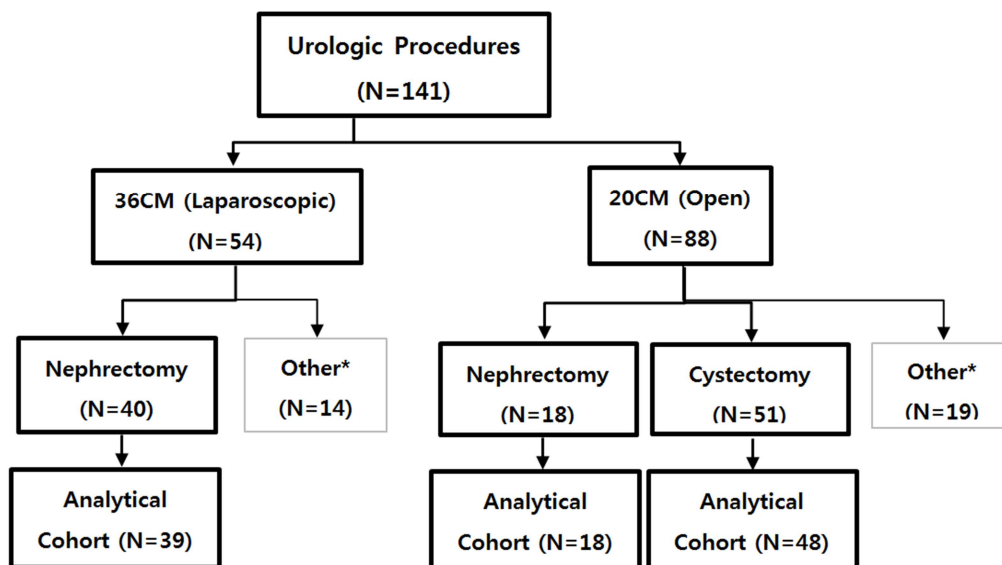 Urologic Procedures
(N=141)
36CM (Laparoscopic)
(N=54)
20CM (Open)
(N=88)
Nephrectomy
(N=40)
Other*
(N=14)
Nephrectomy
(N=18)
Cystectomy
(N=51)
Other*
(N=19)
Analytical
Cohort (N=39)
Analytical
Cohort (N=18)
Analytical
Cohort (N=48)